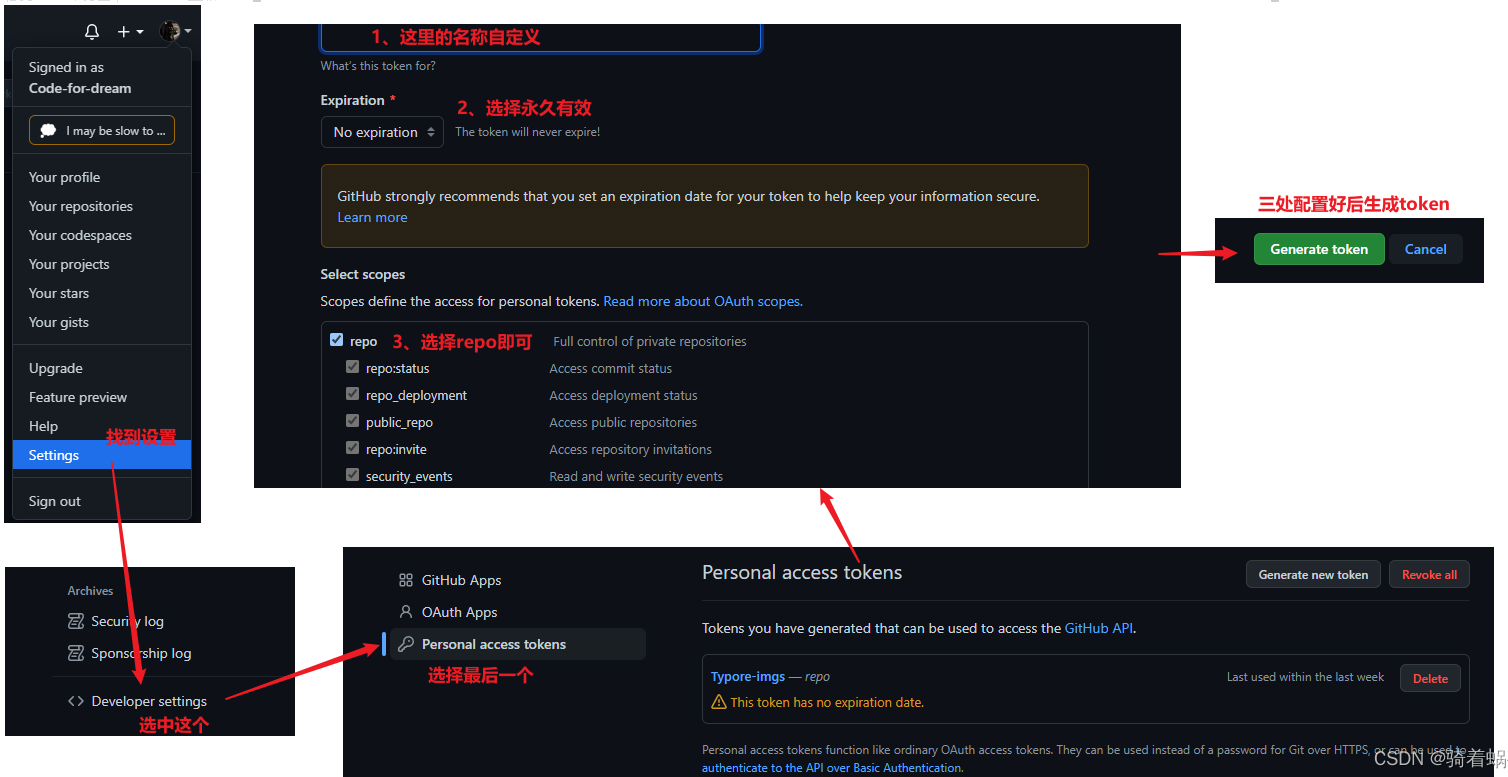 Signed in as
Code-for-dream
I may be slow to ...
Your profile
Your repositories
Your codespaces
Your projects
Your stars
Your gists
Upgrade
Feature preview
Help
找到设置
Settings
Sign out
1、这里的名称自定义
What's this token for?
Expiration *
2、选择永久有效
No expiration
The token will never expire!
GitHub strongly recommends that you set an expiration date for your token to help keep your information secure.
Learn more
Select scopes
Scopes define the access for personal tokens. Read more about OAuth scopes.
repo 3、选择repo即可 Full control of private repositories
repo:status Access commit status
repo_deployment Access deployment status
public_repo Access public repositories
repo:invite Access repository invitations
security_events Read and write security events
三处配置好后生成token
Generate token Cancel
Archives
Security log
Sponsorship log
Developer settings
选中这个
GitHub Apps
OAuth Apps
Personal access tokens
选择最后一个
Personal access tokens
Generate new token Revoke all
Tokens you have generated that can be used to access the GitHub API.
Typore-imgs — repo
Last used within the last week Delete
This token has no expiration date.
Personal access tokens function like ordinary OAuth access tokens. They can be used instead of a password for Git over HTTPS, or can be used to
authenticate to the API over Basic Authentication.
CSDN @骑着蜗